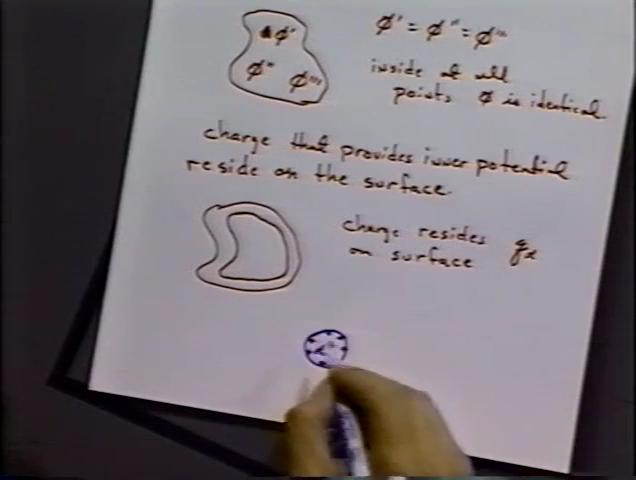 ϕ' ϕ' = ϕ'' = ϕ'''
ϕ'' ϕ'''
inside at all
points ϕ is identical
charge that provides inner potential
reside on the surface.
charge resides
on surface